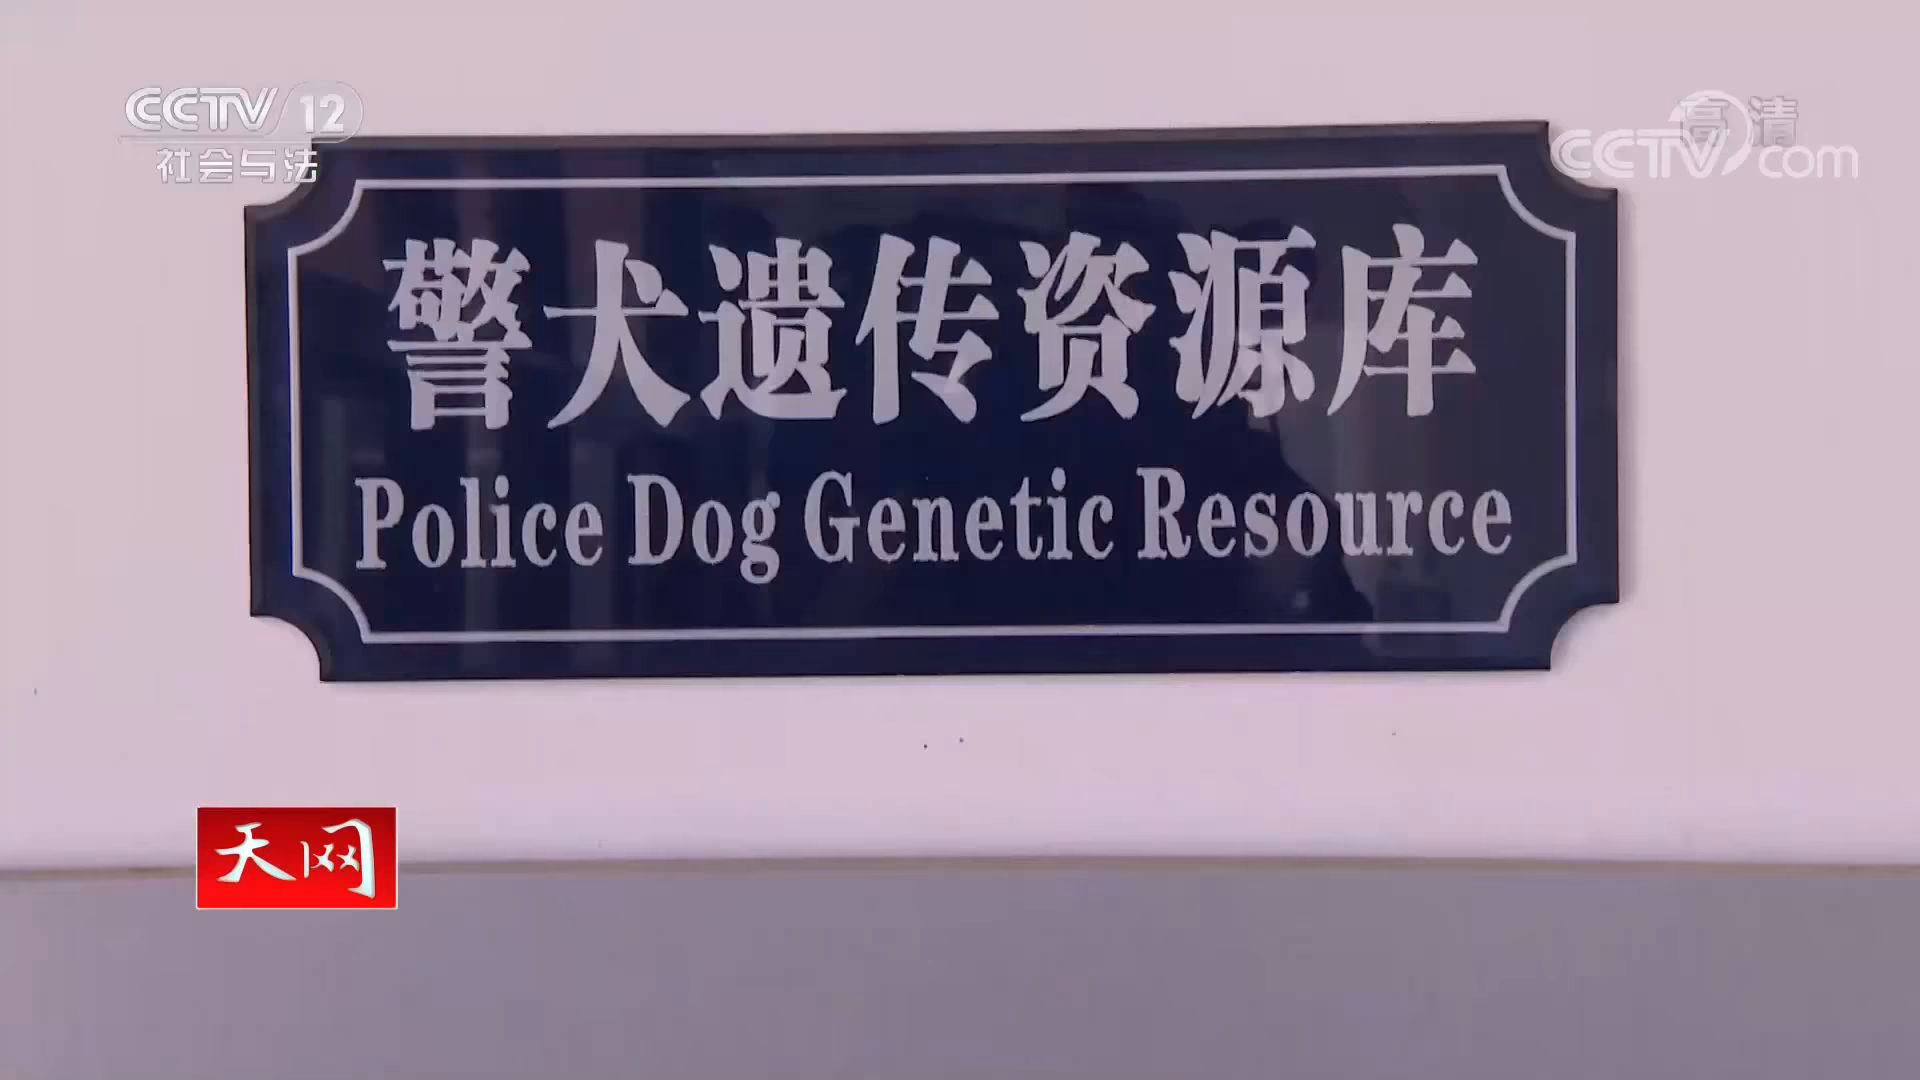 CCTV 12
社会与法
高清
CCTV.com
警犬遗传资源库
Police Dog Genetic Resource
天网